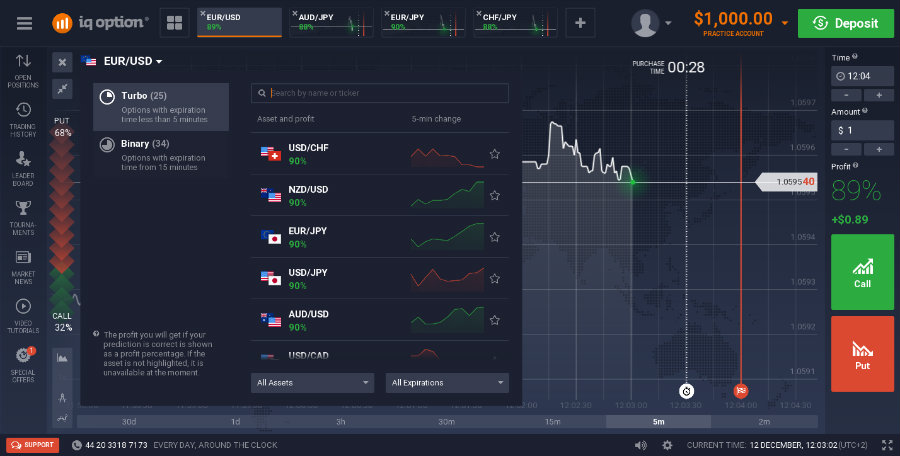 iq option
EUR/USD
89%
AUD/JPY
88%
EUR/JPY
90%
CHF/JPY
88%
$1,000.00
PRACTICE ACCOUNT
Deposit
OPEN
POSITIONS
TRADING
HISTORY
LEADER
BOARD
TOURNA-
MENTS
MARKET
NEWS
VIDEO
TUTORIALS
1
SPECIAL
OFFERS
PUT
68%
CALL
32%
EUR/USD
Turbo (25)
Options with expiration
time less than 5 minutes
Binary (34)
Options with expiration
time from 15 minutes
The profit you will get if your
prediction is correct is shown
as a profit percentage. If the
asset is not highlighted, it is
unavailable at the moment
Search by name or ticker
Asset and profit
5-min change
USD/CHF
90%
NZD/USD
90%
EUR/JPY
90%
USD/JPY
90%
AUD/USD
90%
USD/CAD
All Assets
All Expirations
PURCHASE
TIME
00:28
1.0597
1.0596
1.059540
1.0595
1.0594
1.0593
1.0592
1.0591
12:02:00
12:02:30
12:03:00
12:03:30
12:04:00
12:04:30
30d
1d
3h
30m
15m
5m
2m
Time
12:04
Amount
$ 1
Profit
89%
+$0.89
Call
Put
SUPPORT
44 20 3318 7173
EVERY DAY, AROUND THE CLOCK
CURRENT TIME: 12 DECEMBER, 12:03:02 (UTC+2)